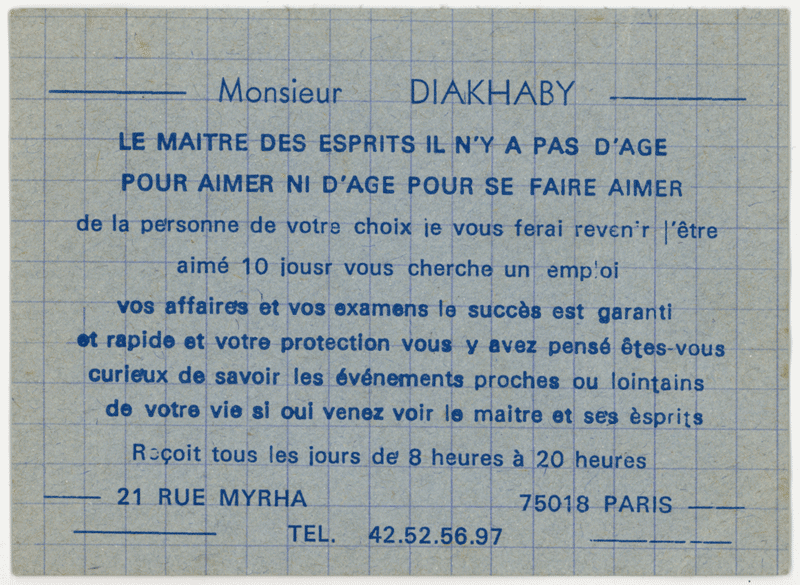 Monsieur DIAKHABY
LE MAITRE DES ESPRITS IL N'Y A PAS D'AGE
POUR AIMER NI D'AGE POUR SE FAIRE AIMER
de la personne de votre choix je vous ferai revenir l'être
aimé 10 jousr vous cherche un emploi
vos affaires et vos examens le succès est garanti
et rapide et votre protection vous y avez pensé êtes-vous
curieux de savoir les événements proches ou lointains
de votre vie si oui venez voir le maitre et ses èsprits
Reçoit tous les jours de 8 heures à 20 heures
21 RUE MYRHA 75018 PARIS
TEL. 42.52.56.97